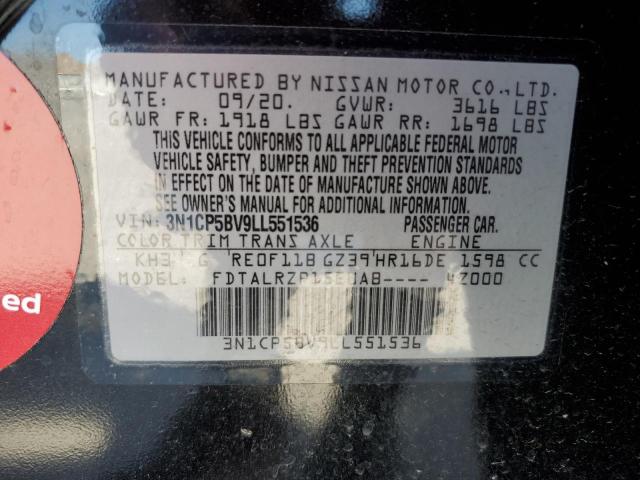 MANUFACTURED BY NISSAN MOTOR CO.,LTD.
DATE: 09/20. GVWR: 3616 LBS
GAWR FR: 1918 LBS GAWR RR: 1698 LBS
THIS VEHICLE CONFORMS TO ALL APPLICABLE FEDERAL MOTOR
VEHICLE SAFETY, BUMPER AND THEFT PREVENTION STANDARDS
IN EFFECT ON THE DATE OF MANUFACTURE SHOWN ABOVE.
SEE OWNER'S MANUAL FOR ADDITIONAL INFORMATION.
VIN: 3N1CP5BV9LL551536 PASSENGER CAR.
COLOR TRIM TRANS AXLE ENGINE
KH3 G RE0F11B GZ39 HR16DE 1598 CC
MODEL: 4Z000
3N1CP5BV9LL551536
ed